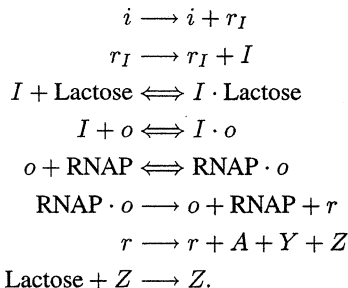 i ⟶ i + r_I
r_I ⟶ r_I + I
I + Lactose ⟺ I · Lactose
I + o ⟺ I · o
o + RNAP ⟺ RNAP · o
RNAP · o ⟶ o + RNAP + r
r ⟶ r + A + Y + Z
Lactose + Z ⟶ Z.